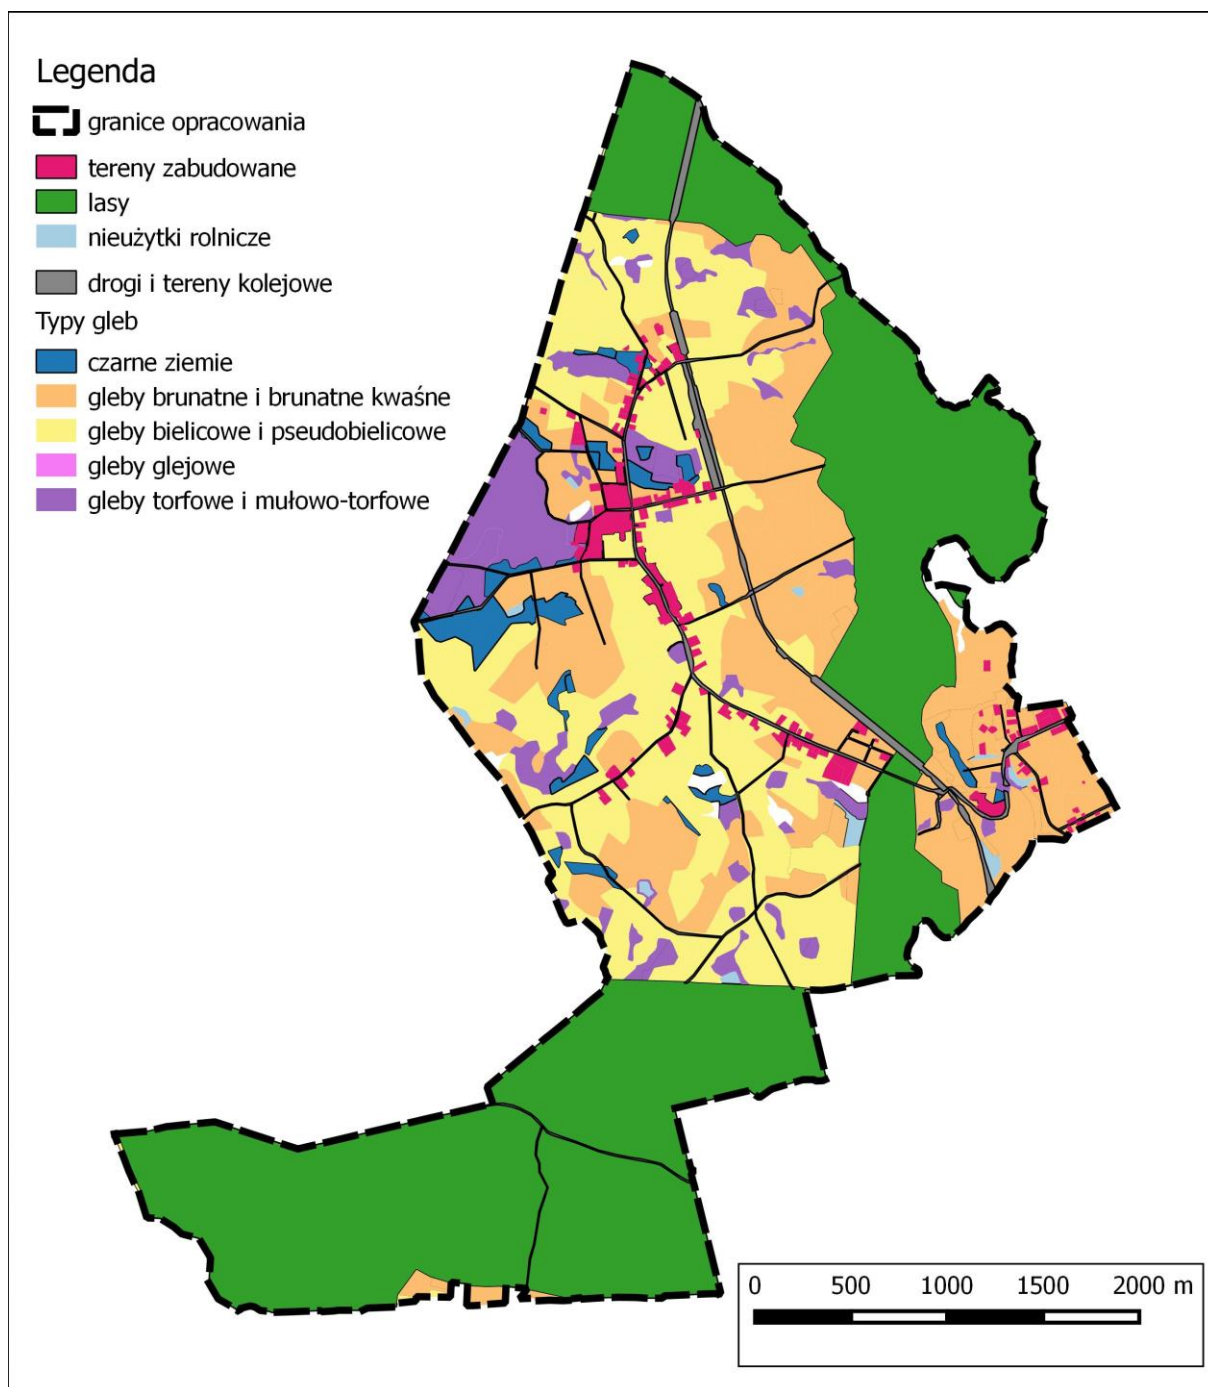 Legenda
granice opracowania
tereny zabudowane
lasy
nieużytki rolnicze
drogi i tereny kolejowe
Typy gleb
czarne ziemie
gleby brunatne i brunatne kwaśne
gleby bielicowe i pseudobielicowe
gleby glejowe
gleby torfowe i mułowo-torfowe
0 500 1000 1500 2000 m